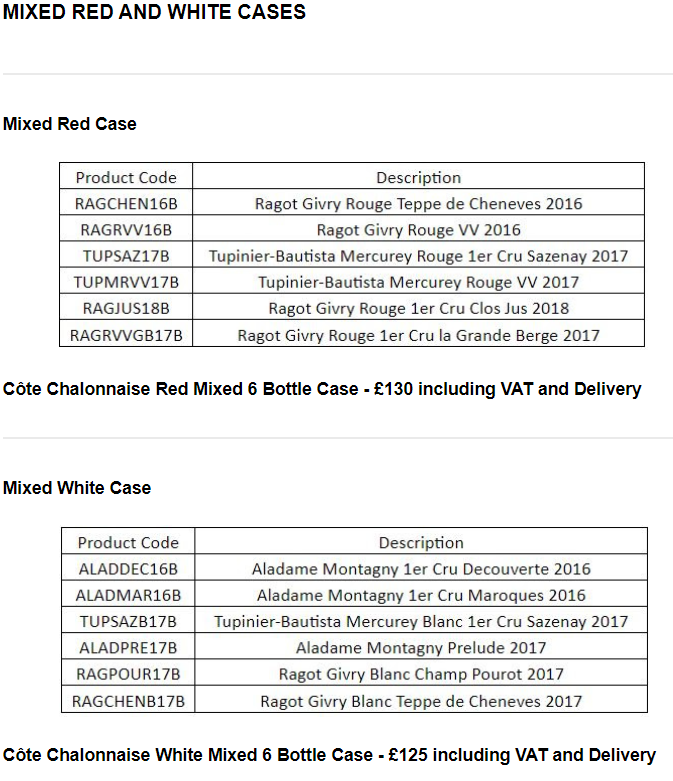 MIXED RED AND WHITE CASES
Mixed Red Case
Product Code Description
RAGCHEN16B Ragot Givry Rouge Teppe de Cheneves 2016
RAGRVV16B Ragot Givry Rouge VV 2016
TUPSAZ17B Tupinier-Bautista Mercurey Rouge 1er Cru Sazenay 2017
TUPMRVV17B Tupinier-Bautista Mercurey Rouge VV 2017
RAGJUS18B Ragot Givry Rouge 1er Cru Clos Jus 2018
RAGRVVGB17B Ragot Givry Rouge 1er Cru la Grande Berge 2017
Côte Chalonnaise Red Mixed 6 Bottle Case - £130 including VAT and Delivery
Mixed White Case
Product Code Description
ALADDEC16B Aladame Montagny 1er Cru Decouverte 2016
ALADMAR16B Aladame Montagny 1er Cru Maroques 2016
TUPSAZB17B Tupinier-Bautista Mercurey Blanc 1er Cru Sazenay 2017
ALADPRE17B Aladame Montagny Prelude 2017
RAGPOUR17B Ragot Givry Blanc Champ Pourot 2017
RAGCHENB17B Ragot Givry Blanc Teppe de Cheneves 2017
Côte Chalonnaise White Mixed 6 Bottle Case - £125 including VAT and Delivery